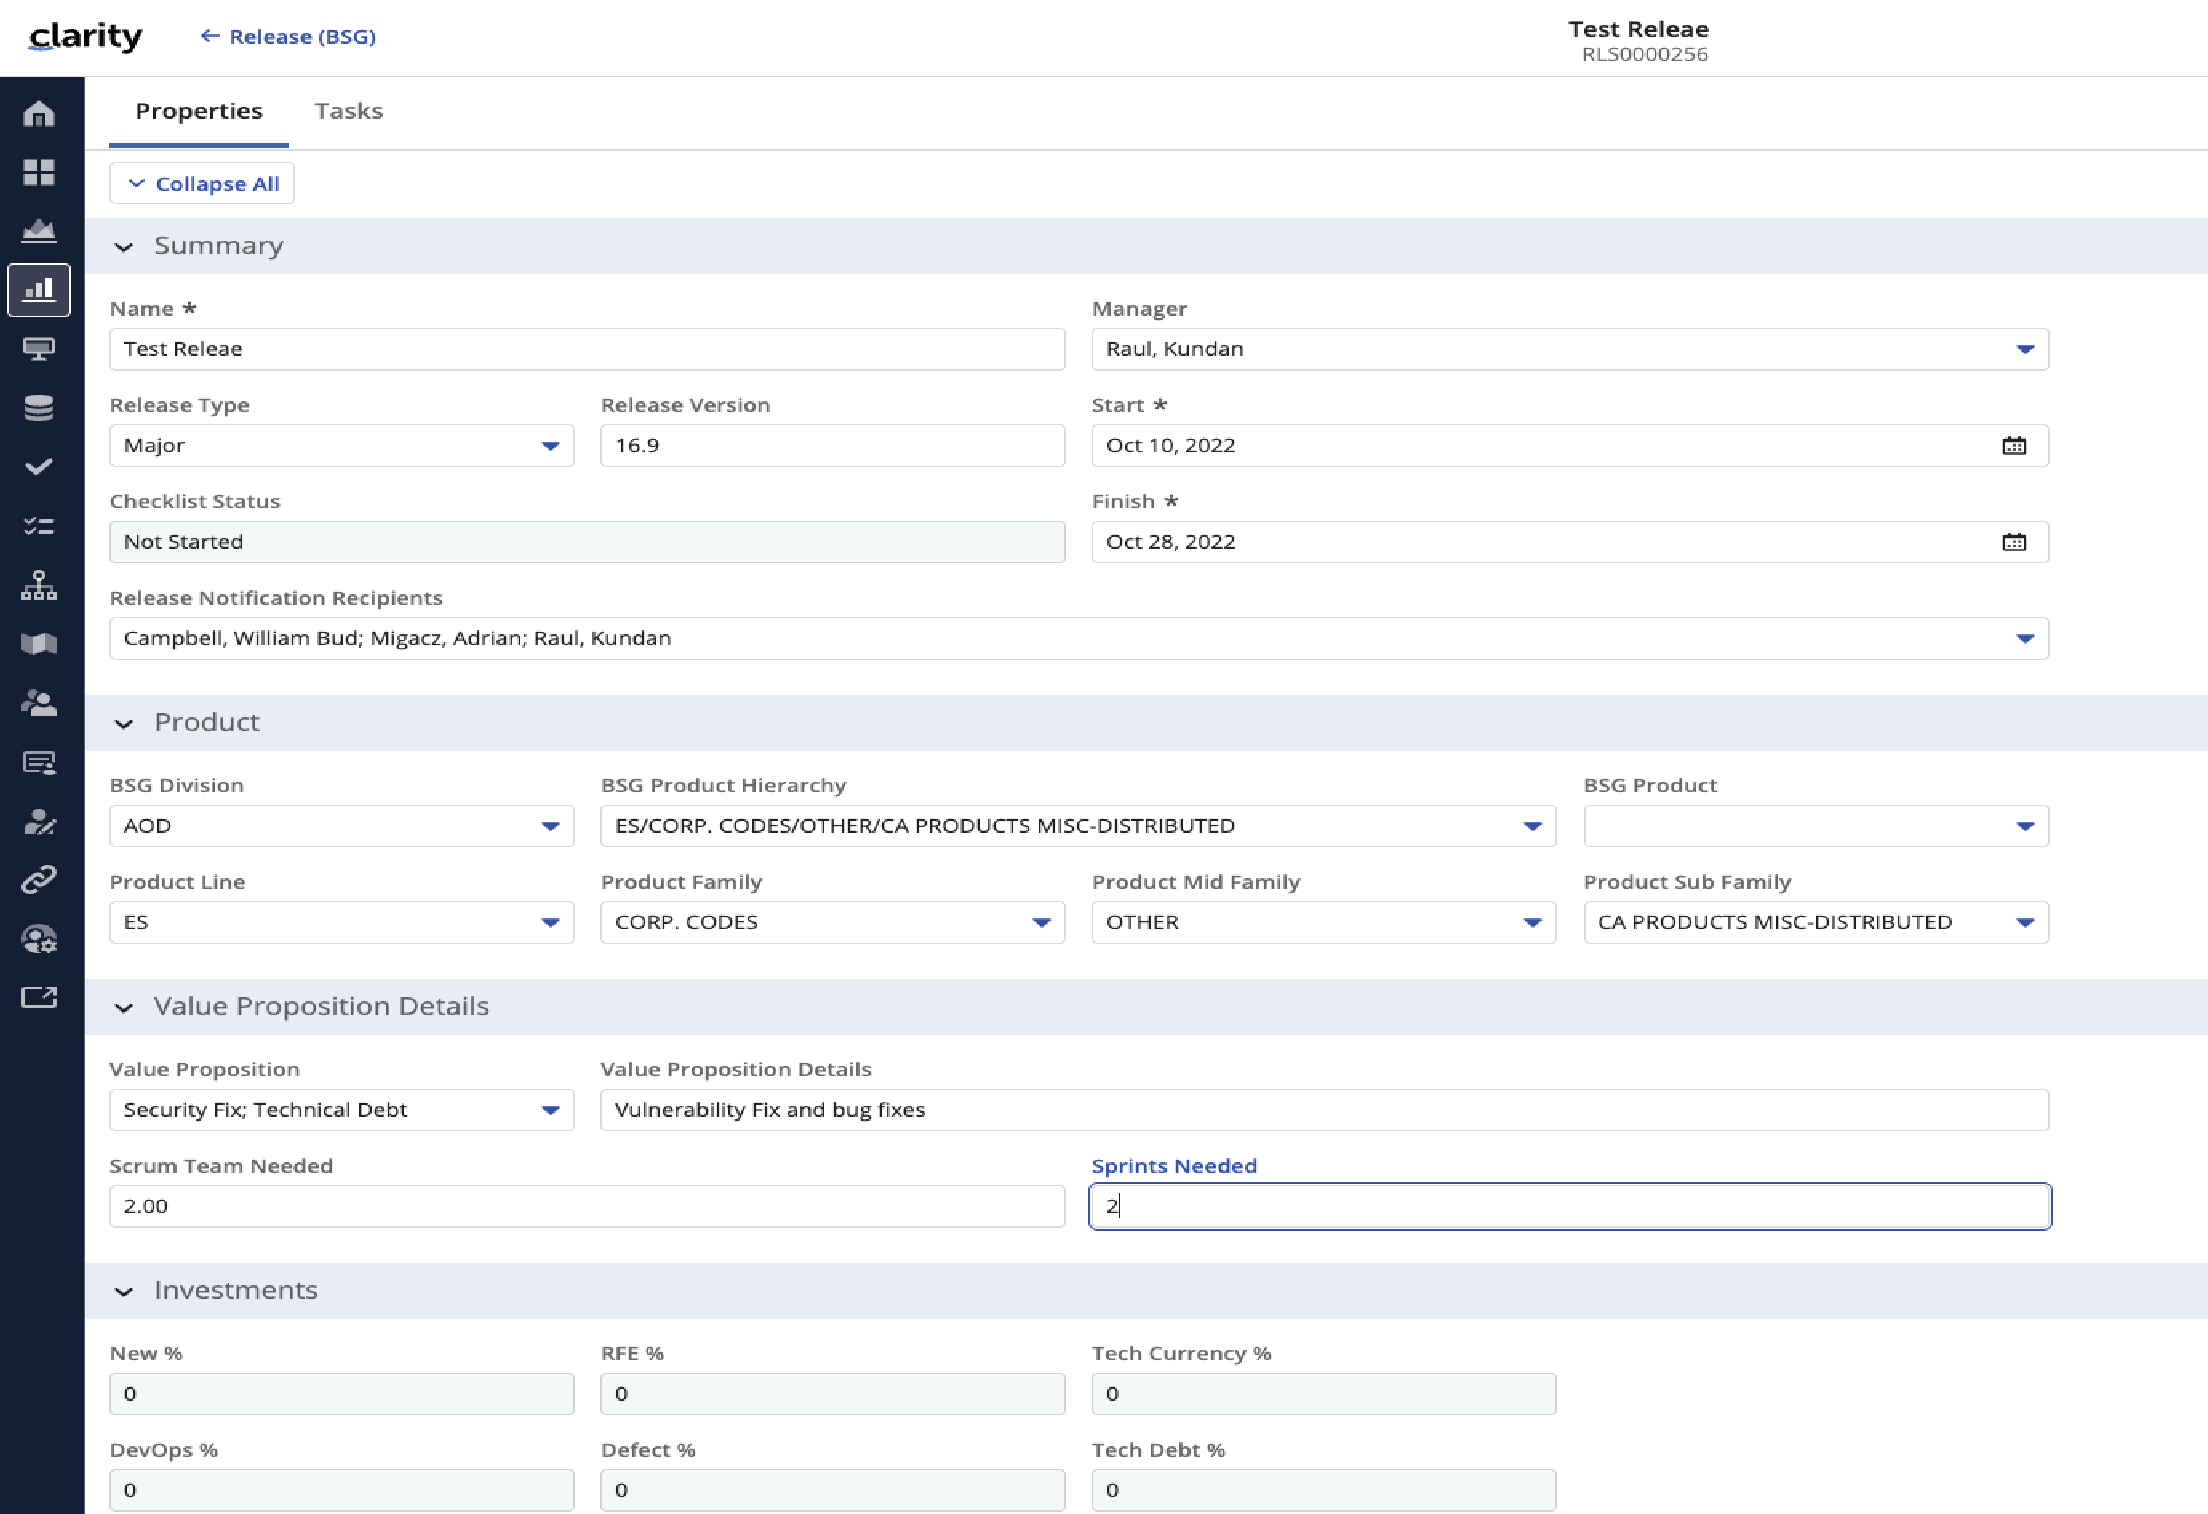 clarity
Release (BSG)
Test Releae
RLS0000256
Properties Tasks
Collapse All
Summary
Name * Manager
Test Releae Raul, Kundan
Release Type Release Version Start *
Major 16.9 Oct 10, 2022
Checklist Status Finish *
Not Started Oct 28, 2022
Release Notification Recipients
Campbell, William Bud; Migacz, Adrian; Raul, Kundan
Product
BSG Division BSG Product Hierarchy BSG Product
AOD ES/CORP. CODES/OTHER/CA PRODUCTS MISC-DISTRIBUTED
Product Line Product Family Product Mid Family Product Sub Family
ES CORP. CODES OTHER CA PRODUCTS MISC-DISTRIBUTED
Value Proposition Details
Value Proposition Value Proposition Details
Security Fix; Technical Debt Vulnerability Fix and bug fixes
Scrum Team Needed Sprints Needed
2.00 2
Investments
New % RFE % Tech Currency %
0 0 0
DevOps % Defect % Tech Debt %
0 0 0